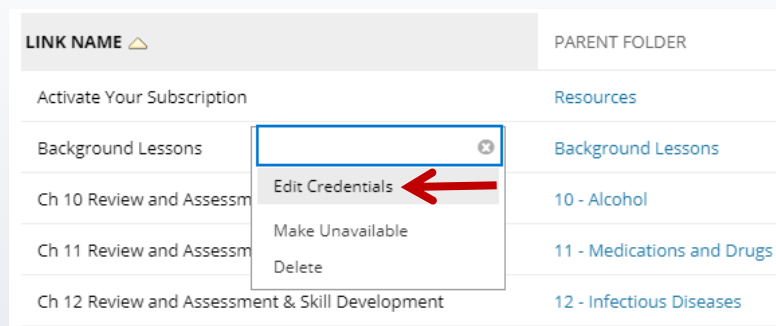 LINK NAME PARENT FOLDER
Activate Your Subscription Resources
Background Lessons Background Lessons
Edit Credentials
Ch 10 Review and Assessm 10 - Alcohol
Make Unavailable
Ch 11 Review and Assessm 11 - Medications and Drugs
Delete
Ch 12 Review and Assessment & Skill Development 12 - Infectious Diseases